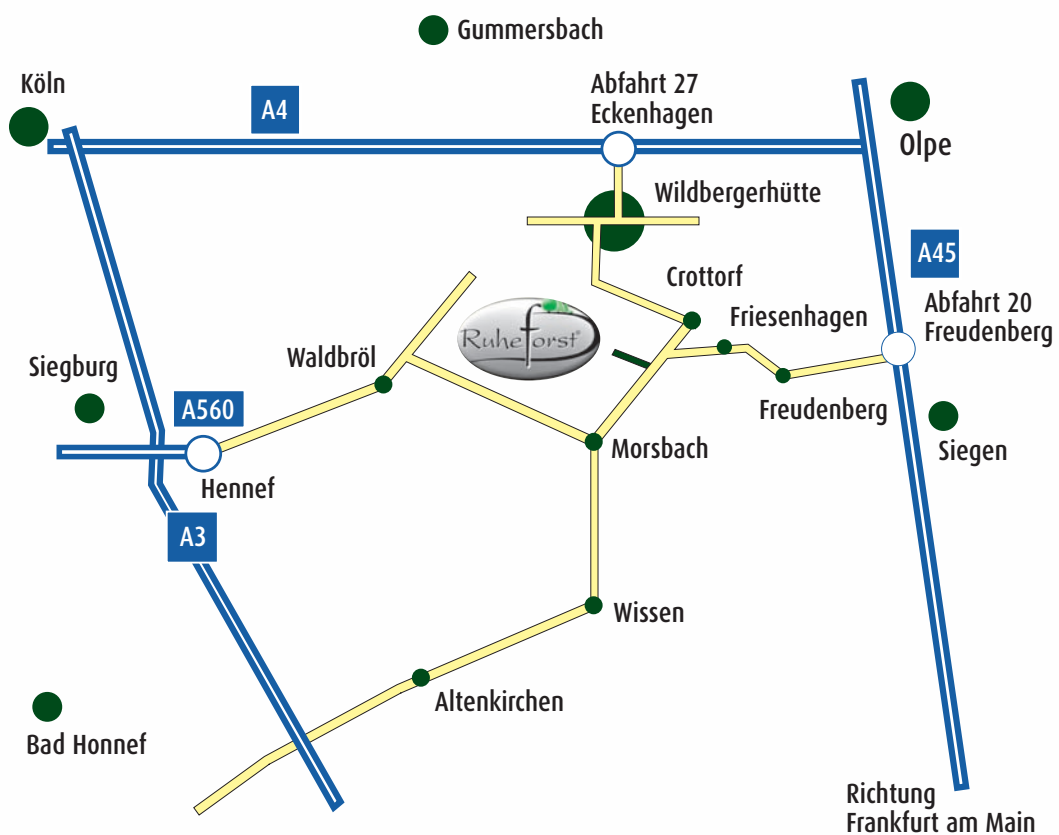 Gummersbach
Köln
A4
Abfahrt 27
Eckenhagen
Olpe
Wildbergerhütte
A45
Crottorf
Abfahrt 20
Freudenberg
Friesenhagen
RuheForst®
Waldbröl
Siegburg
A560
Freudenberg
Siegen
Morsbach
Hennef
A3
Wissen
Altenkirchen
Bad Honnef
Richtung
Frankfurt am Main